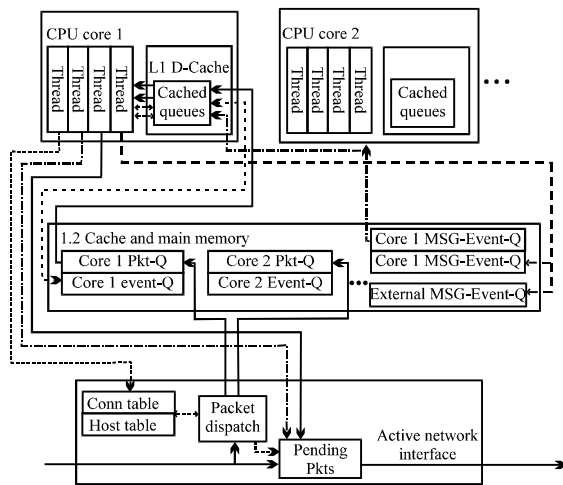 CPU core 1
Thread
Thread
Thread
Thread
L1 D-Cache
Cached
queues
CPU core 2
Thread
Thread
Thread
Thread
Cached
queues
1.2 Cache and main memory
Core 1 Pkt-Q
Core 1 event-Q
Core 2 Pkt-Q
Core 2 Event-Q
Core 1 MSG-Event-Q
Core 1 MSG-Event-Q
External MSG-Event-Q
Conn table
Host table
Packet
dispatch
Pending
Pkts
Active network
interface